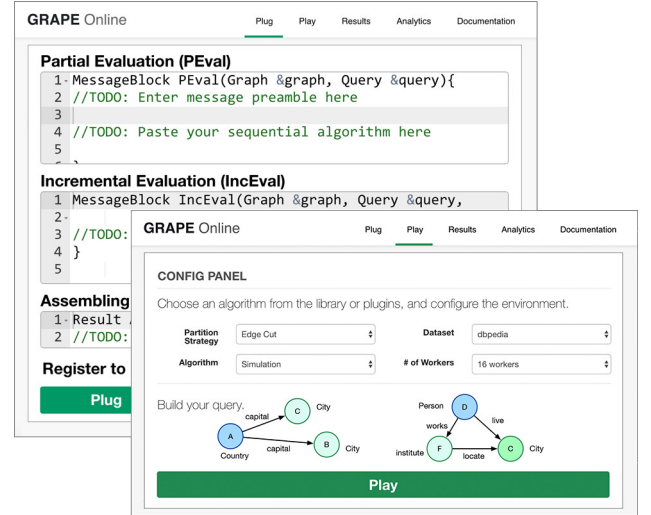 GRAPE Online
Plug Play Results Analytics Documentation
Partial Evaluation (PEval)
1 MessageBlock PEval(Graph &graph, Query &query){
2 //TODO: Enter message preamble here
3
4 //TODO: Paste your sequential algorithm here
5
Incremental Evaluation (IncEval)
1 MessageBlock IncEval(Graph &graph, Query &query,
2
3 //TODO:
4 }
5
Assembling
1 Result
2 //TODO:
Register to
Plug
GRAPE Online
Plug Play Results Analytics Documentation
CONFIG PANEL
Choose an algorithm from the library or plugins, and configure the environment.
Partition Strategy Edge Cut Dataset dbpedia
Algorithm Simulation # of Workers 16 workers
Build your query.
A Country capital C City
capital B City
Person D
works live
institute F locate C City
Play